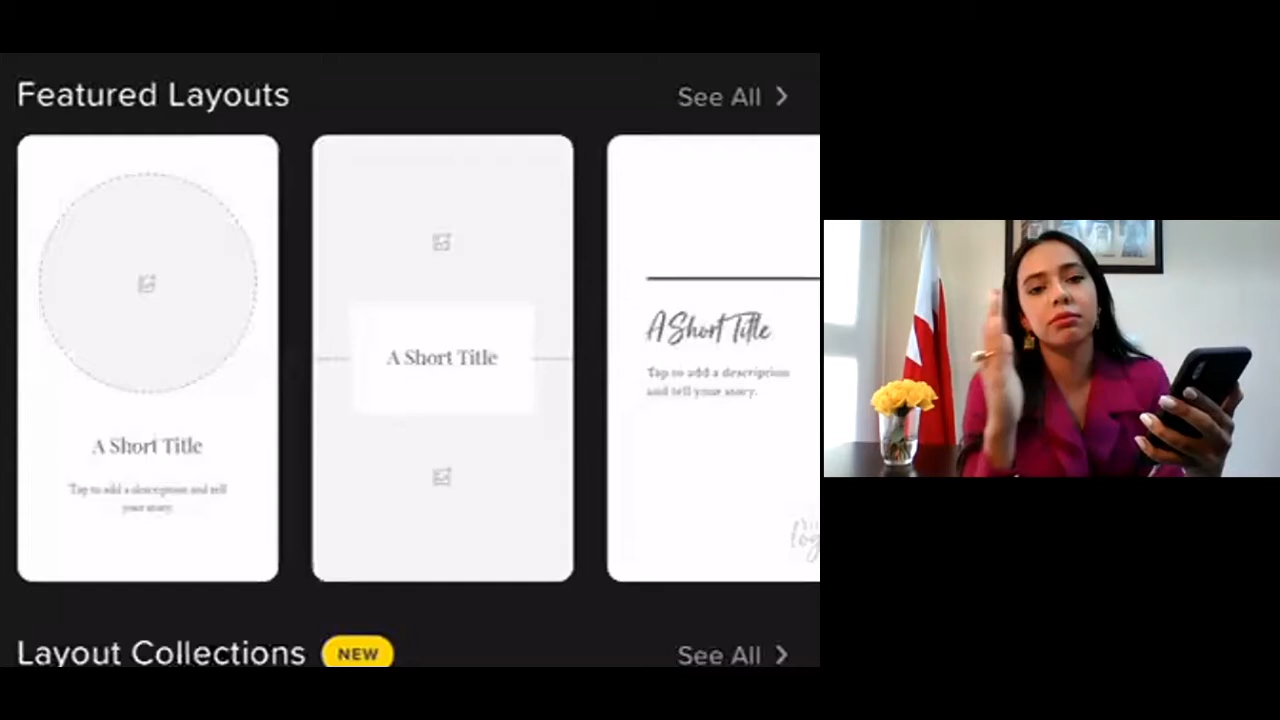 Featured Layouts
See All
A Short Title
Tap to add a description and tell
your story.
A Short Title
A Short Title
Tap to add a description
and tell your story.
Layout Collections
NEW
See All